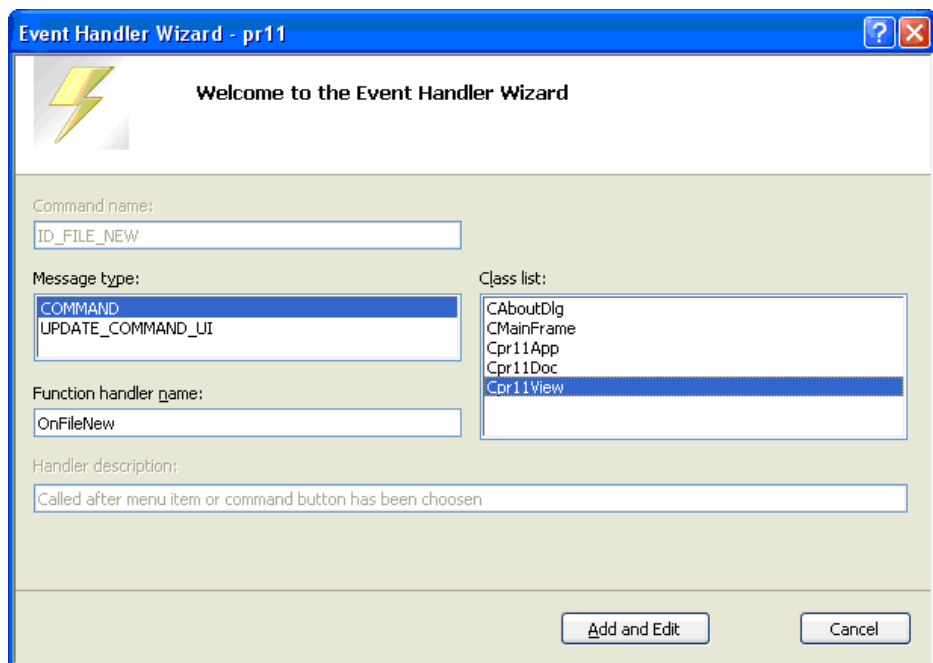 Event Handler Wizard - pr11
Welcome to the Event Handler Wizard
Command name:
ID_FILE_NEW
Message type:
COMMAND
UPDATE_COMMAND_UI
Class list:
CAboutDlg
CMainFrame
Cpr11App
Cpr11Doc
Cpr11View
Function handler name:
OnFileNew
Handler description:
Called after menu item or command button has been choosen
Add and Edit
Cancel